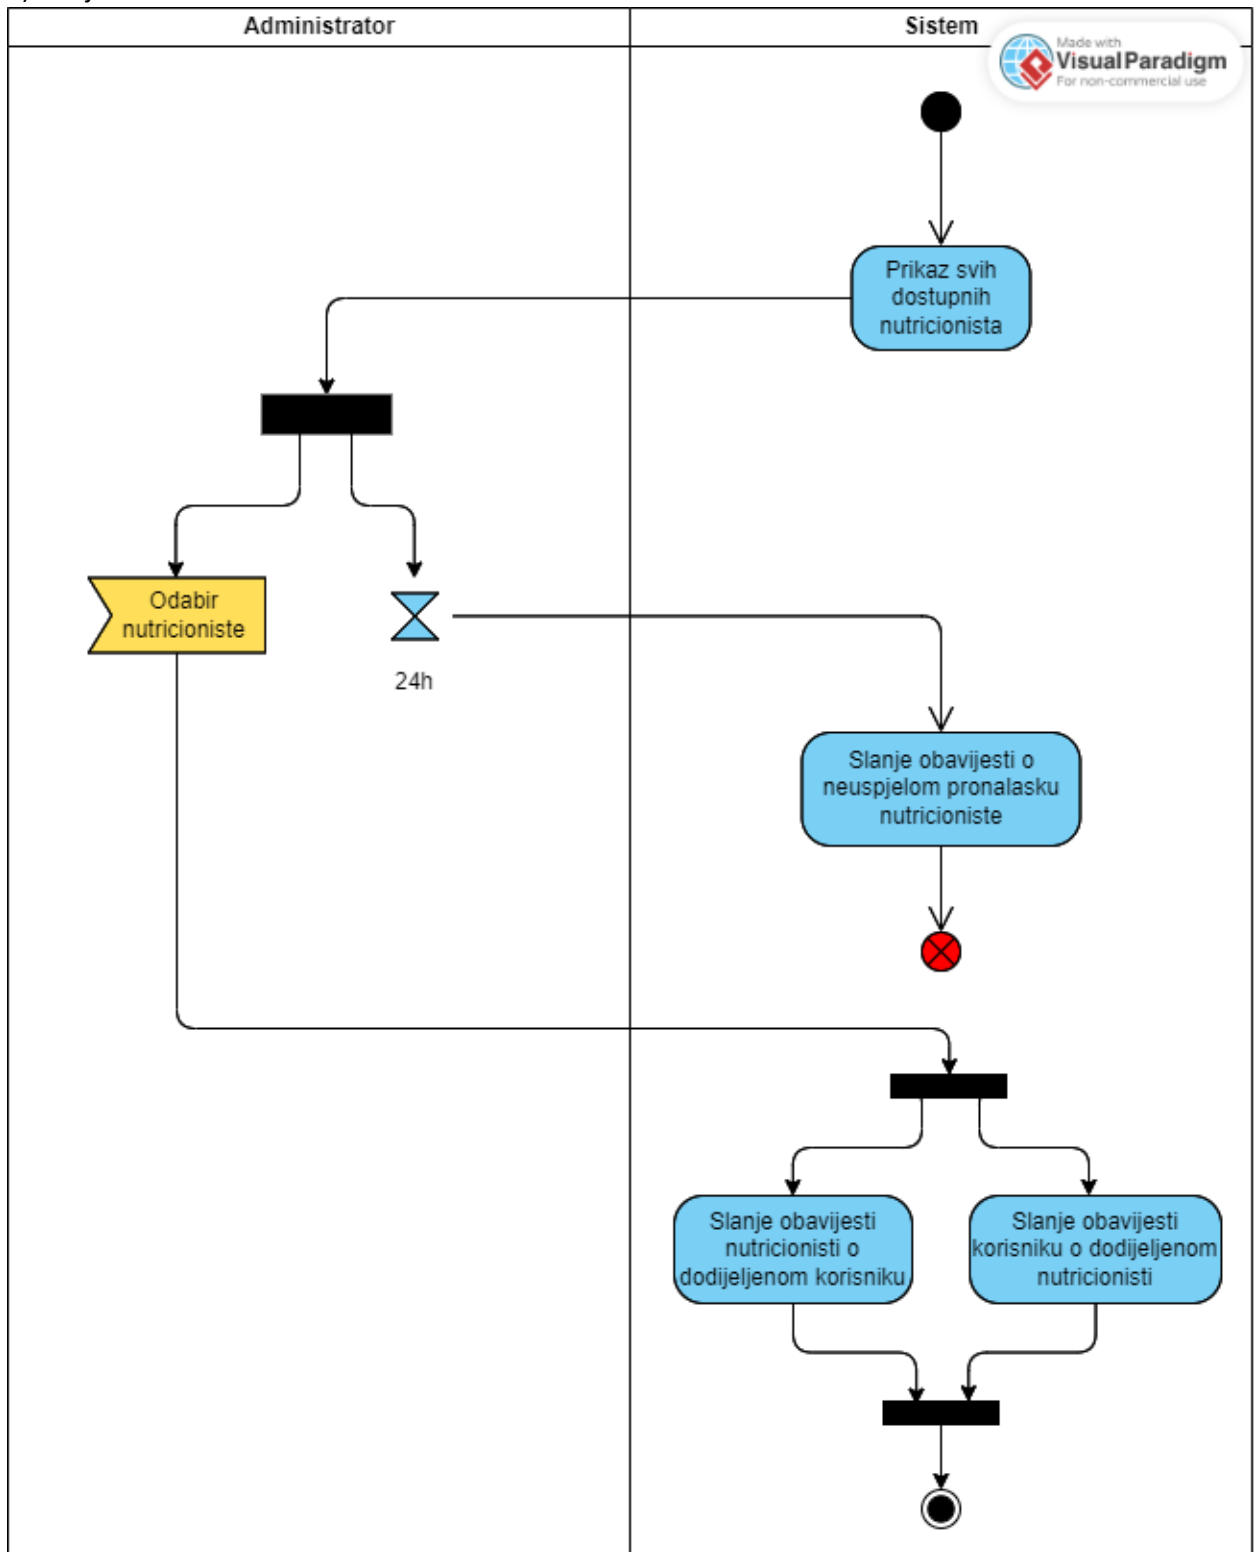 Administrator
Sistem
Made with
Visual Paradigm
For non-commercial use
Prikaz svih
dostupnih
nutricionista
Odabir
nutricioniste
24h
Slanje obavijesti o
neuspjelom pronalasku
nutricioniste
Slanje obavijesti
nutricionisti o
dodijeljenom korisniku
Slanje obavijesti
korisniku o dodijeljenom
nutricionisti